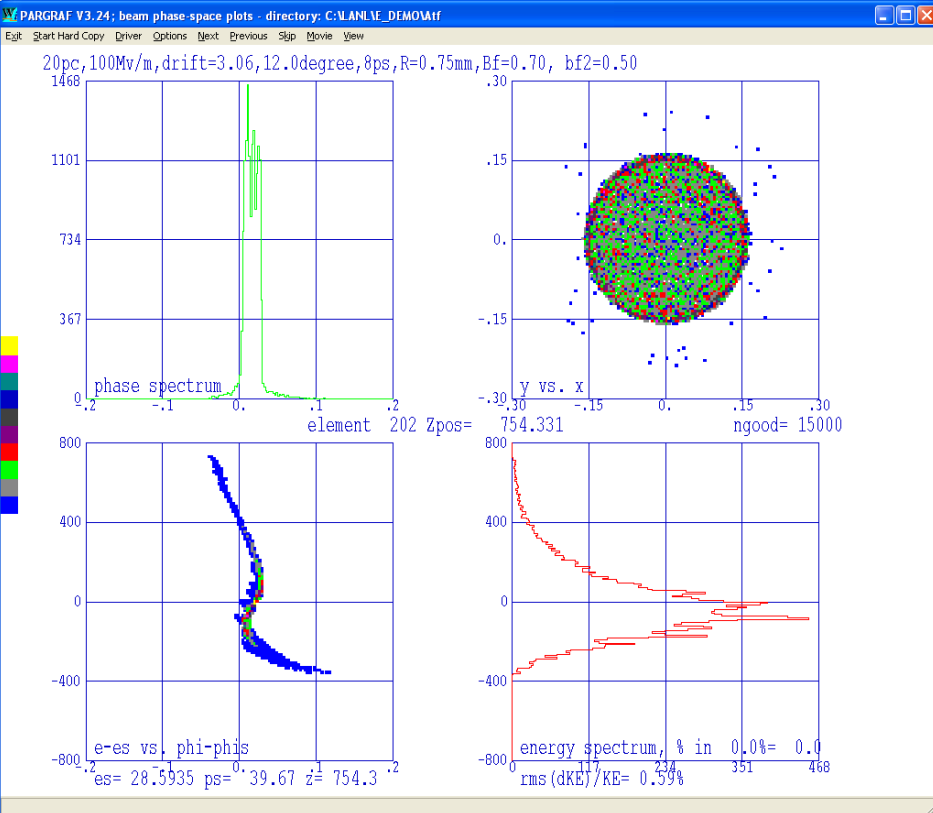 PARGRAF V3.24; beam phase-space plots - directory: C:\LANL\E_DEMO\Atf
Exit Start Hard Copy Driver Options Next Previous Skip Movie View
20pc,100Mv/m,drift=3.06,12.0degree,8ps,R=0.75mm,Bf=0.70, bf2=0.50
1468
1101
734
367
0
phase spectrum
-.2 -.1 0. .1 .2
.30
.15
0.
-.15
-.30
y vs. x
-.30 -.15 0. .15 .30
element 202 Zpos= 754.331 ngood= 15000
800
400
0
-400
-800
e-es vs. phi-phis
-.2 -.1 0. .1 .2
es= 28.5935 ps= 39.67 z= 754.3
800
400
0
-400
-800
energy spectrum, % in 0.0%= 0.0
0 117 234 351 468
rms(dKE)/KE= 0.59%